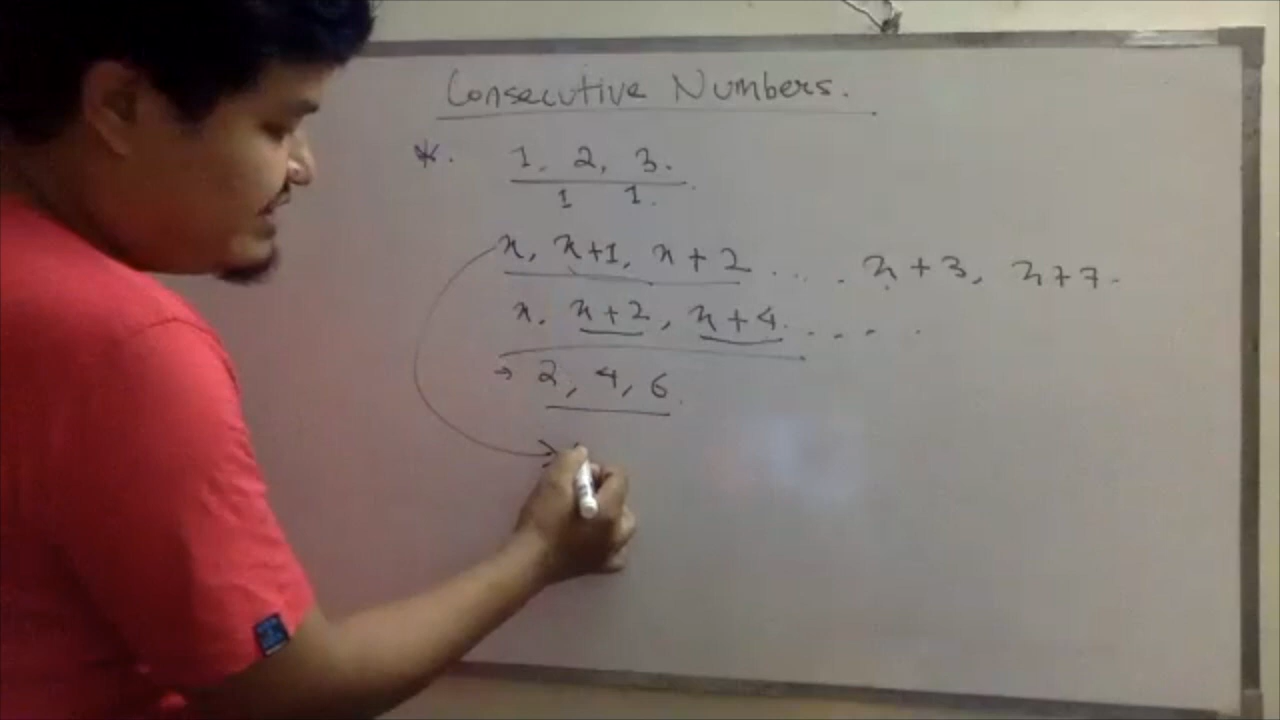 Consecutive Numbers.
*. 1, 2, 3.
1 1.
x, x+1, x+2 .... x+3, x+7.
x, x+2, x+4. ....
→ 2, 4, 6.